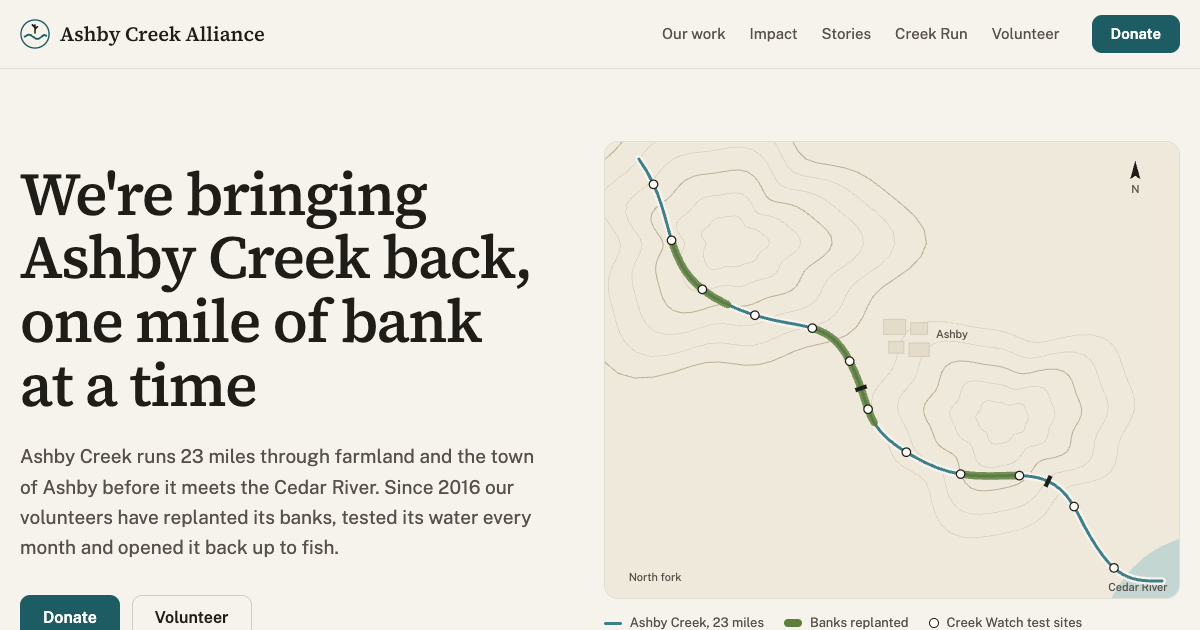 Ashby Creek Alliance
Our work
Impact
Stories
Creek Run
Volunteer
Donate
We're bringing
Ashby Creek back,
one mile of bank
at a time
Ashby Creek runs 23 miles through farmland and the town
of Ashby before it meets the Cedar River. Since 2016 our
volunteers have replanted its banks, tested its water every
month and opened it back up to fish.
Donate
Volunteer
N
Ashby
North fork
Cedar River
Ashby Creek, 23 miles
Banks replanted
Creek Watch test sites